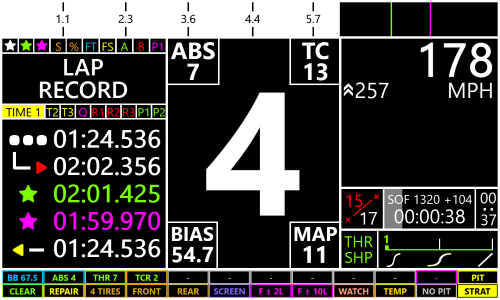 1.1 2.3 3.6 4.4 5.7
S % FT FS A B P1
LAP
RECORD
TIME 1 T2 T3 Q R1 R2 R3 P1 P2
01:24.536
02:02.356
02:01.425
01:59.970
01:24.536
ABS
7
TC
13
4
BIAS
54.7
MAP
11
178
MPH
257
15
17
SOF 1320 +104
00:00:38
00
37
THR
SHP
1
BB 67.5 ABS 4 THR 7 TCR 2 - - - - - - PIT
CLEAR REPAIR 4 TIRES FRONT REAR SCREEN F ± 2L F ± 10L WATCH TEMP NO PIT STRAT